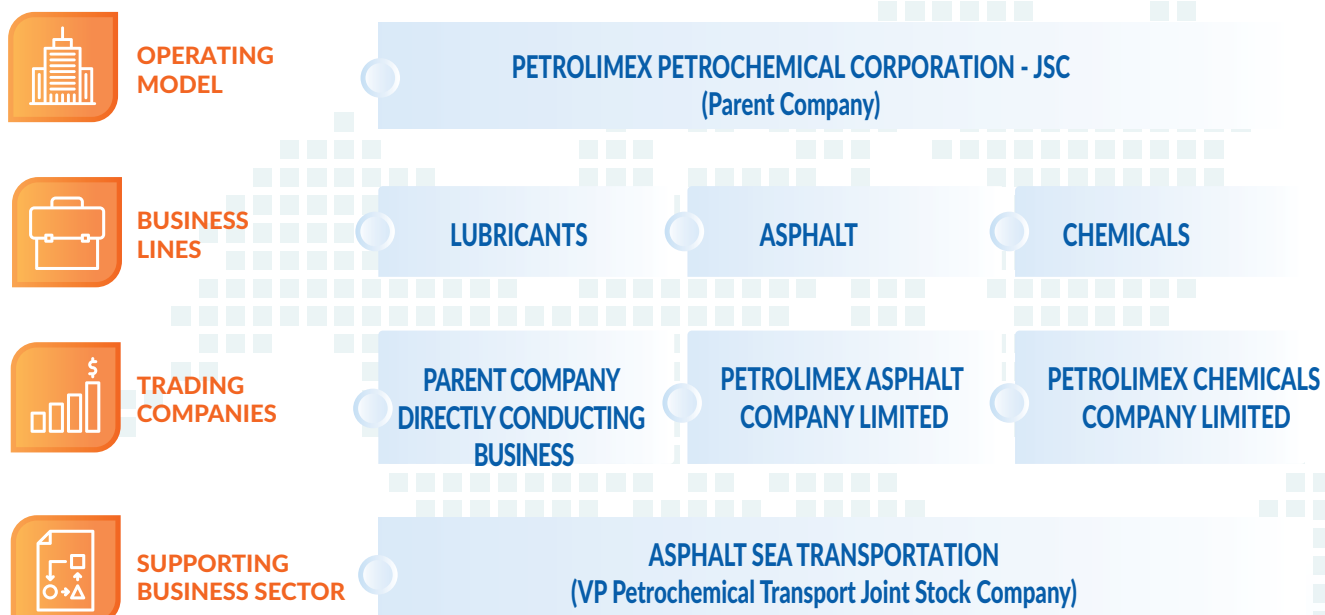 OPERATING
MODEL
PETROLIMEX PETROCHEMICAL CORPORATION - JSC
(Parent Company)
BUSINESS
LINES
LUBRICANTS
ASPHALT
CHEMICALS
$
TRADING
COMPANIES
PARENT COMPANY
DIRECTLY CONDUCTING
BUSINESS
PETROLIMEX ASPHALT
COMPANY LIMITED
PETROLIMEX CHEMICALS
COMPANY LIMITED
SUPPORTING
BUSINESS SECTOR
ASPHALT SEA TRANSPORTATION
(VP Petrochemical Transport Joint Stock Company)